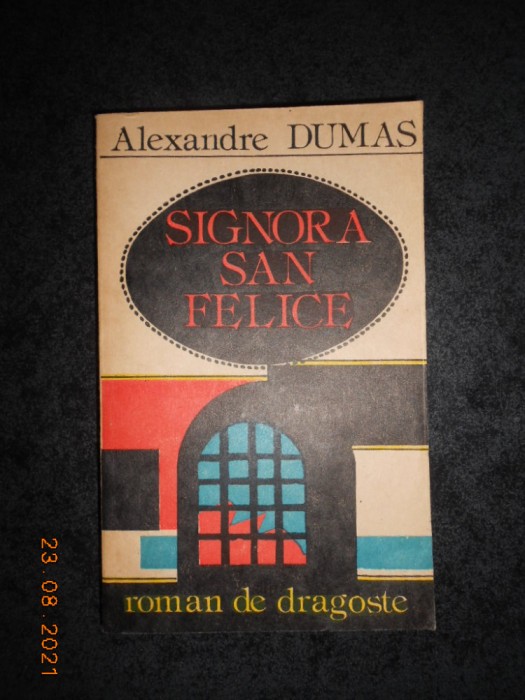 Alexandre DUMAS
SIGNORA
SAN
FELICE
roman de dragoste
23.08.2021